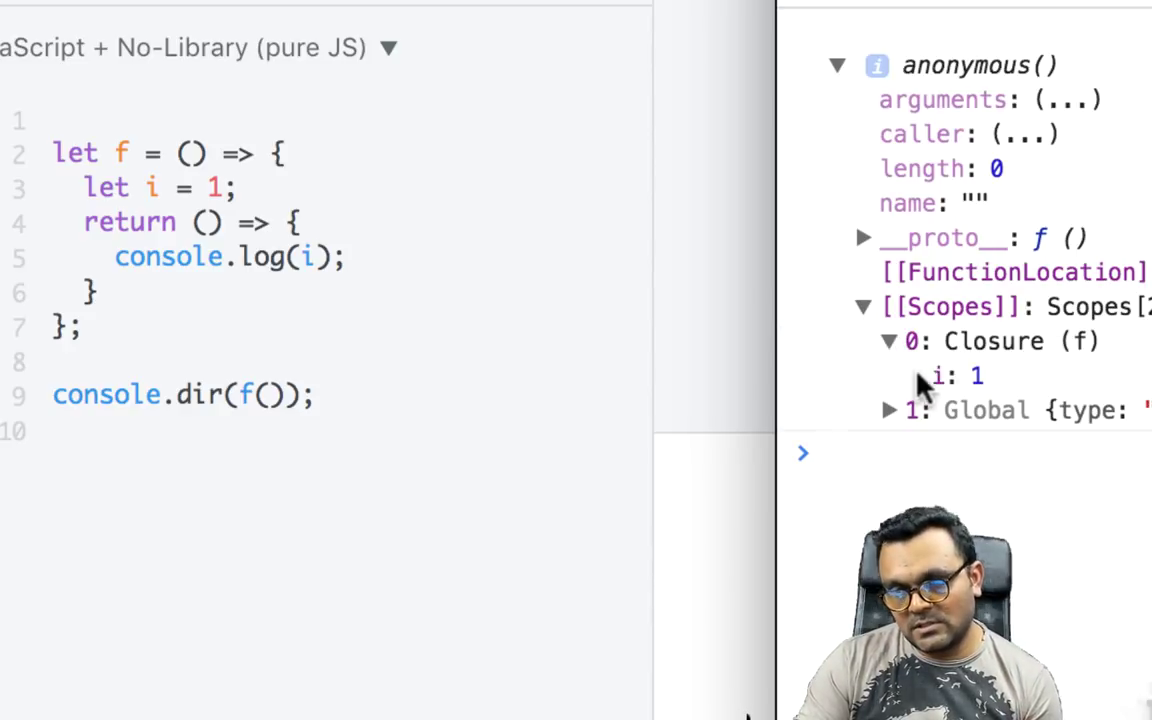 aScript + No-Library (pure JS) ▼
1
2 let f = () => {
3 let i = 1;
4 return () => {
5 console.log(i);
6 }
7 };
8
9 console.dir(f());
10
▼ i anonymous()
arguments: (...)
caller: (...)
length: 0
name: ""
▶ __proto__: f ()
[[FunctionLocation]
▼ [[Scopes]]: Scopes[2
▼ 0: Closure (f)
i: 1
▶ 1: Global {type: "
>